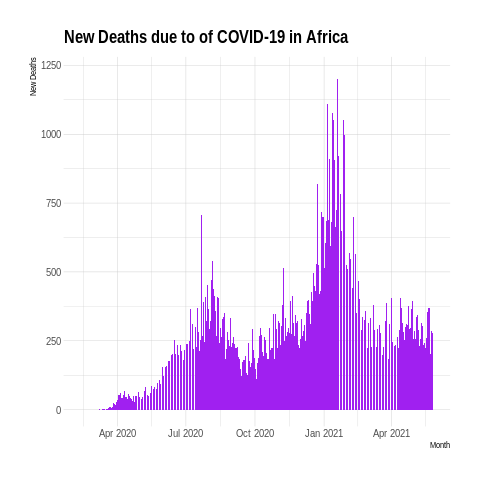 New Deaths due to of COVID-19 in Africa
New Deaths
1250
1000
750
500
250
0
Apr 2020 Jul 2020 Oct 2020 Jan 2021 Apr 2021
Month